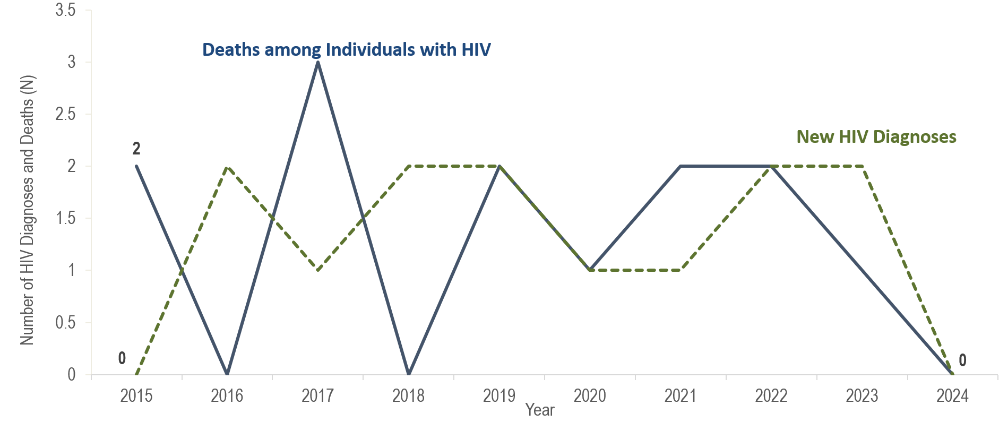 3.5
3
2.5
2
1.5
1
0.5
0
Number of HIV Diagnoses and Deaths (N)
Deaths among Individuals with HIV
New HIV Diagnoses
2
0
0
2015 2016 2017 2018 2019 2020 2021 2022 2023 2024
Year